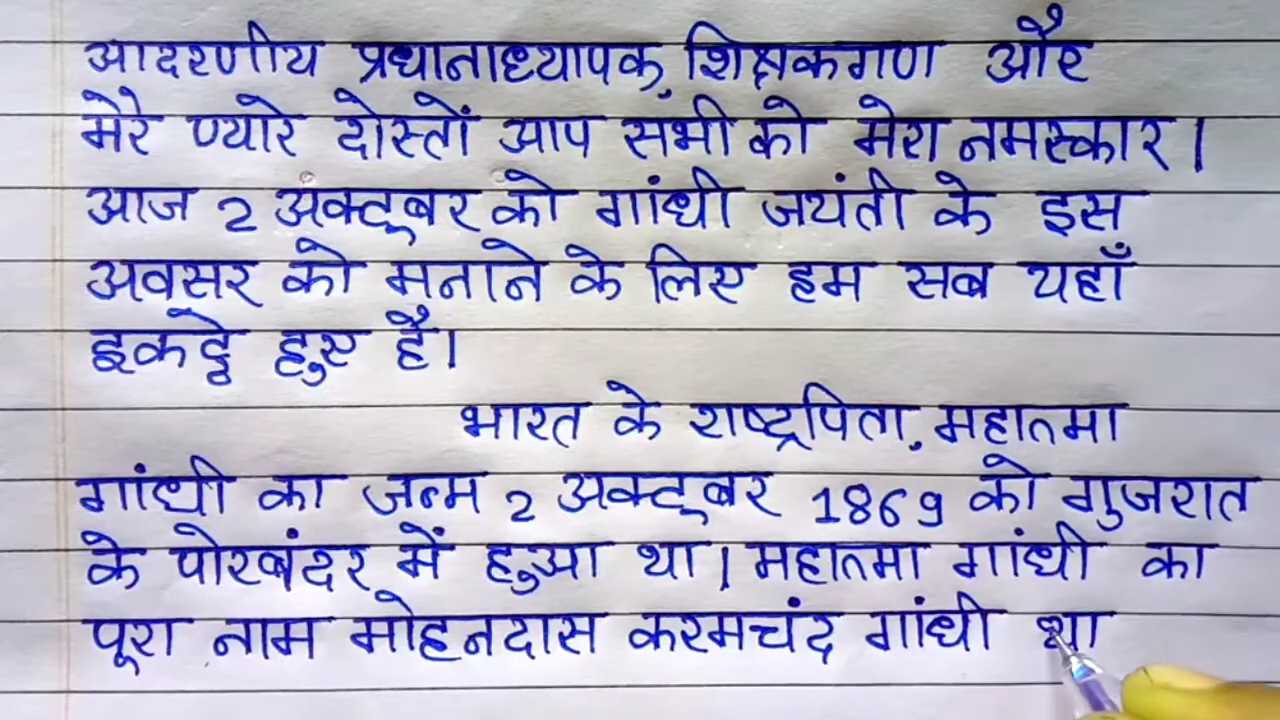 आदरणीय प्रधानाध्यापक, शिक्षकगण और
मेरे प्यारे दोस्तों आप सभी को मेरा नमस्कार।
आज 2 अक्टूबर को गांधी जयंती के इस
अवसर को मनाने के लिए हम सब यहाँ
इकट्ठे हुए है।
भारत के राष्ट्रपिता, महात्मा
गांधी का जन्म 2 अक्टूबर 1869 को गुजरात
के पोरबंदर में हुआ था। महात्मा गांधी का
पूरा नाम मोहनदास करमचंद गांधी था